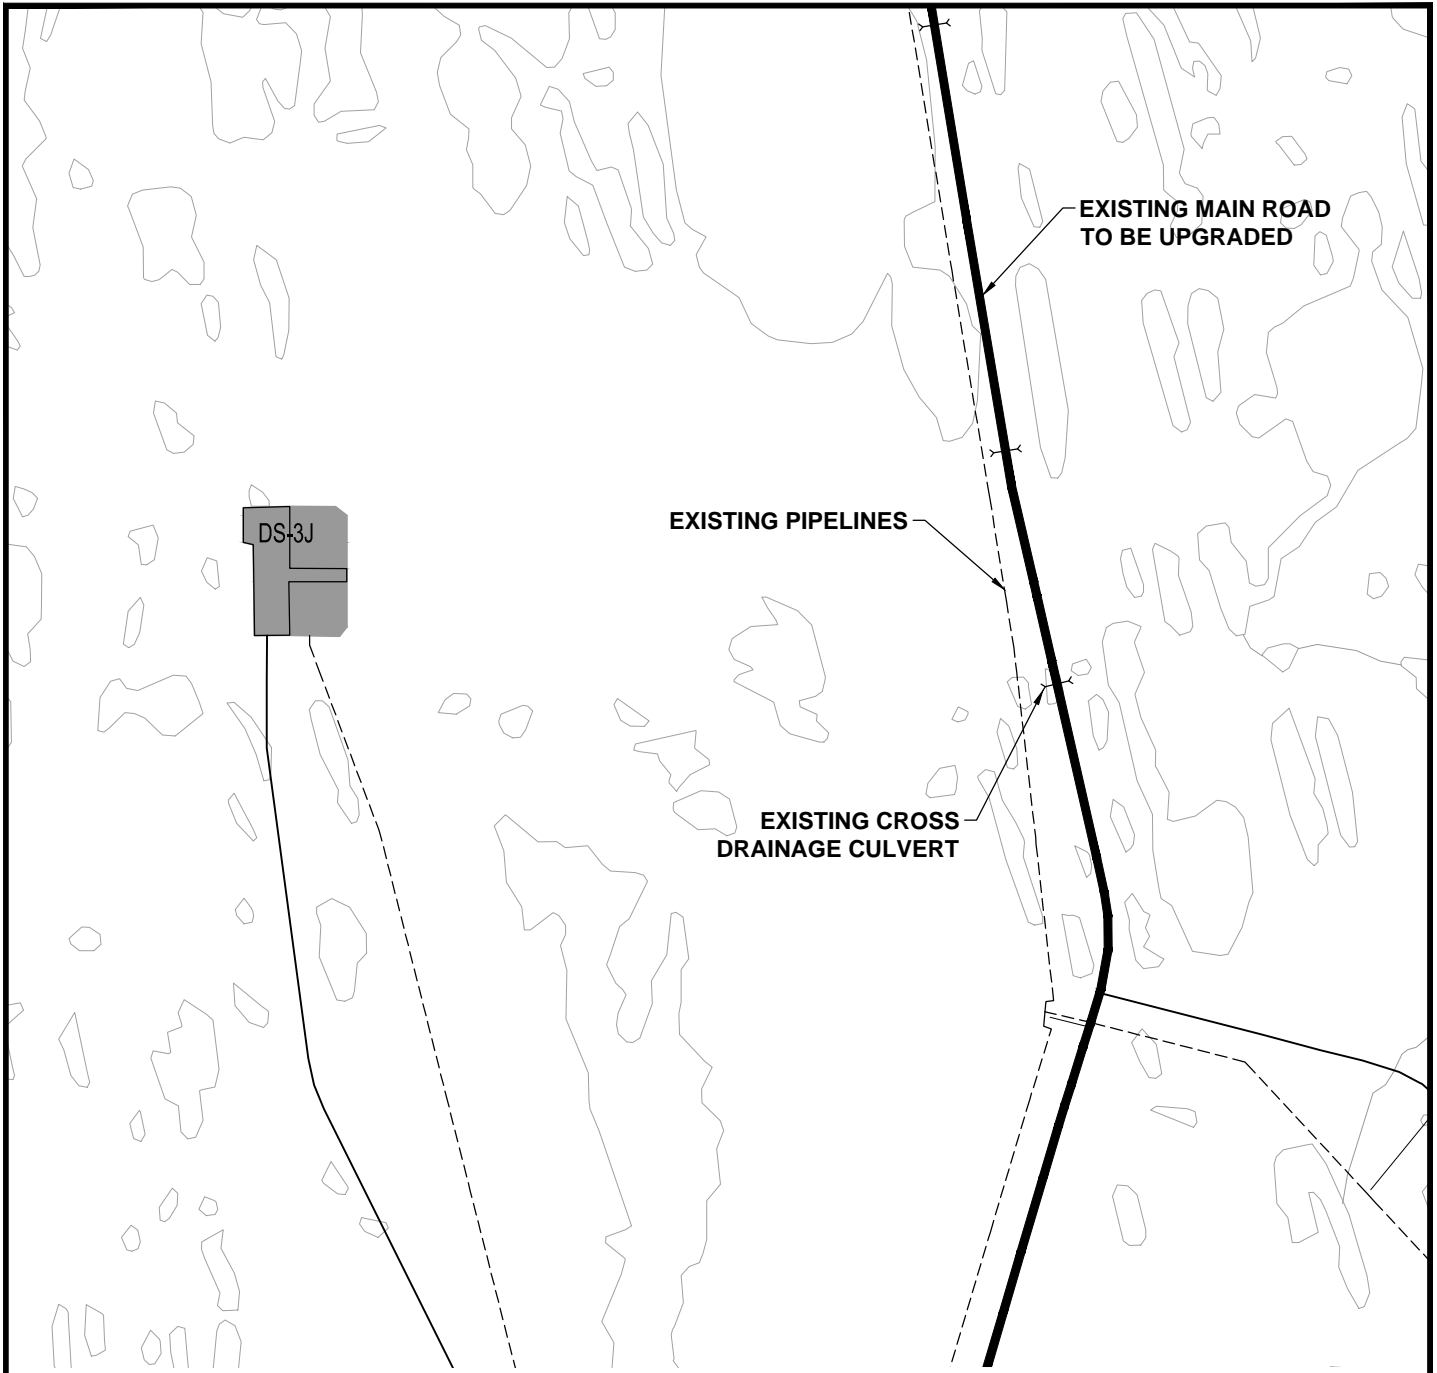 EXISTING MAIN ROAD
TO BE UPGRADED
EXISTING PIPELINES
DS-3J
EXISTING CROSS
DRAINAGE CULVERT